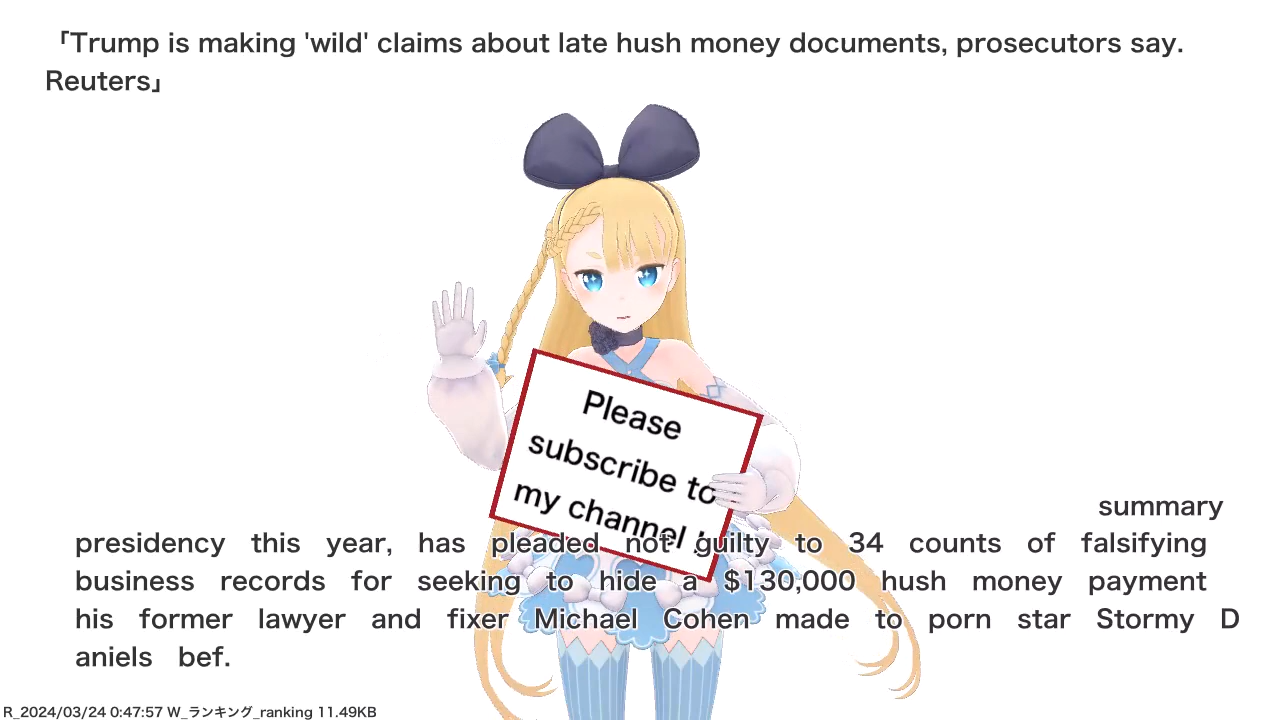 「Trump is making 'wild' claims about late hush money documents, prosecutors say.
Reuters」
Please
subscribe to
my channel !
summary
presidency this year, has pleaded not guilty to 34 counts of falsifying
business records for seeking to hide a $130,000 hush money payment
his former lawyer and fixer Michael Cohen made to porn star Stormy D
aniels bef.
R_2024/03/24 0:47:57 W_ランキング_ranking 11.49KB